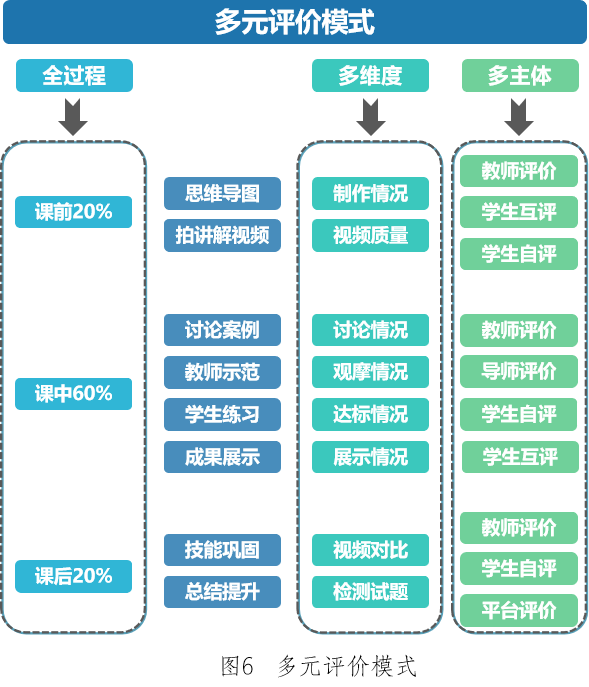 多元评价模式
全过程
多维度
多主体
课前20%
思维导图
拍讲解视频
制作情况
视频质量
教师评价
学生互评
学生自评
课中60%
讨论案例
教师示范
学生练习
成果展示
讨论情况
观摩情况
达标情况
展示情况
教师评价
导师评价
学生自评
学生互评
课后20%
技能巩固
总结提升
视频对比
检测试题
教师评价
学生自评
平台评价
图6 多元评价模式